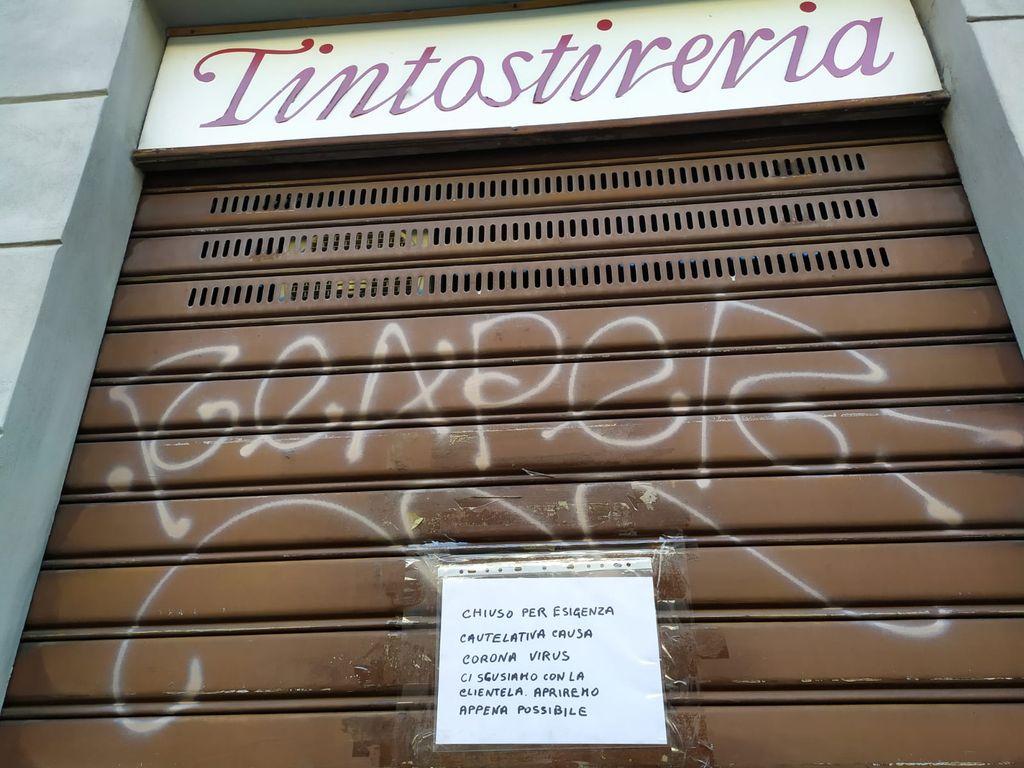 Tintostireria
CHIUSO PER ESIGENZA
CAUTELATIVA CAUSA
CORONA VIRUS
CI SCUSIAMO CON LA
CLIENTELA. APRIREMO
APPENA POSSIBILE